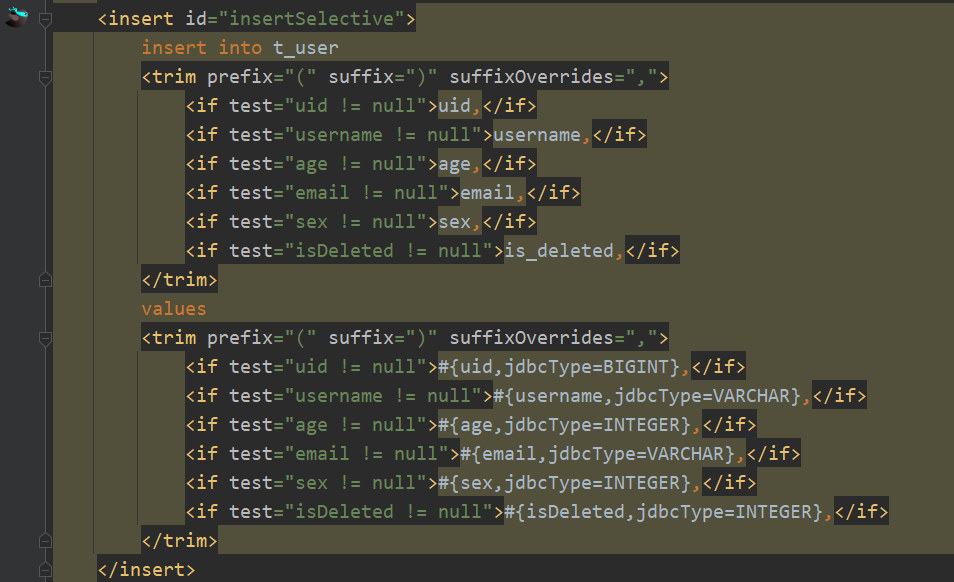 <insert id="insertSelective">
insert into t_user
<trim prefix="(" suffix=")" suffixOverrides=",">
<if test="uid != null">uid,</if>
<if test="username != null">username,</if>
<if test="age != null">age,</if>
<if test="email != null">email,</if>
<if test="sex != null">sex,</if>
<if test="isDeleted != null">is_deleted,</if>
</trim>
values
<trim prefix="(" suffix=")" suffixOverrides=",">
<if test="uid != null">#{uid,jdbcType=BIGINT},</if>
<if test="username != null">#{username,jdbcType=VARCHAR},</if>
<if test="age != null">#{age,jdbcType=INTEGER},</if>
<if test="email != null">#{email,jdbcType=VARCHAR},</if>
<if test="sex != null">#{sex,jdbcType=INTEGER},</if>
<if test="isDeleted != null">#{isDeleted,jdbcType=INTEGER},</if>
</trim>
</insert>